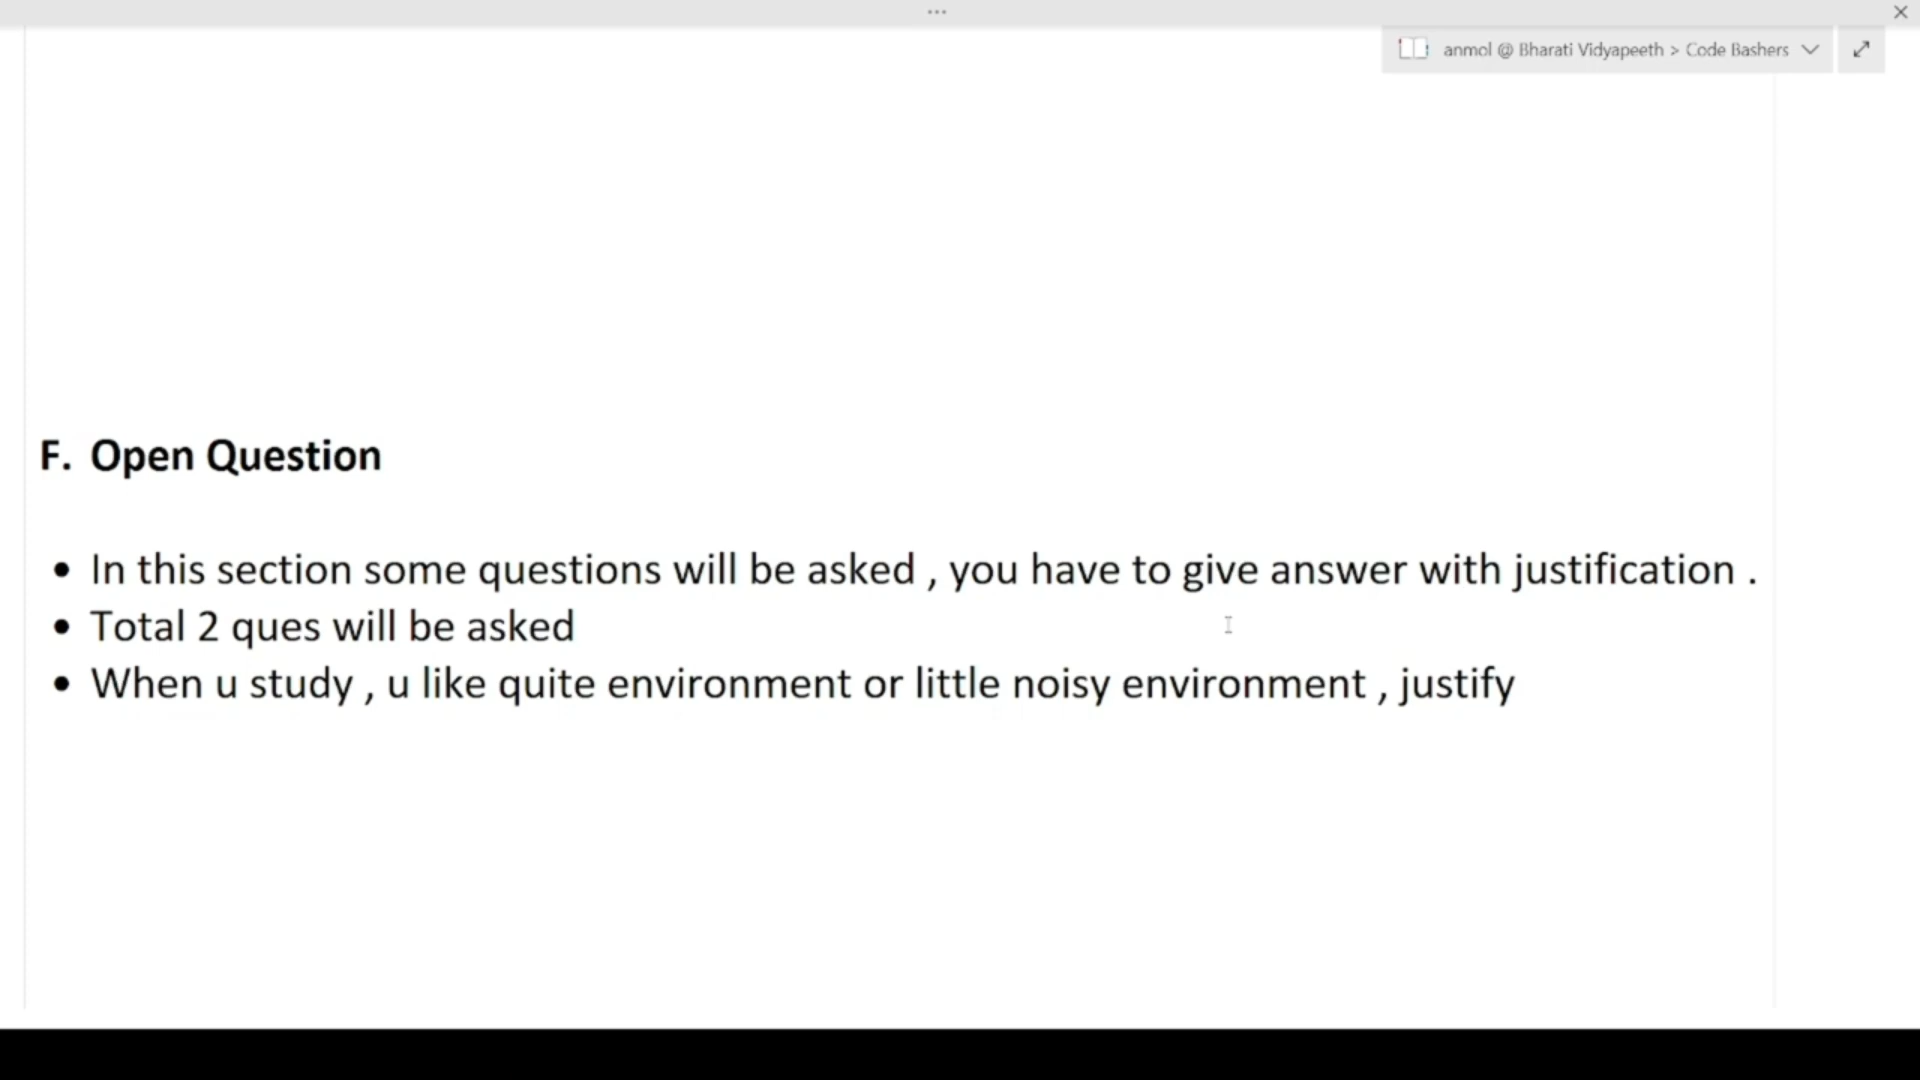 ...
anmol @ Bharati Vidyapeeth > Code Bashers
F. Open Question
• In this section some questions will be asked , you have to give answer with justification .
• Total 2 ques will be asked
• When u study , u like quite environment or little noisy environment , justify